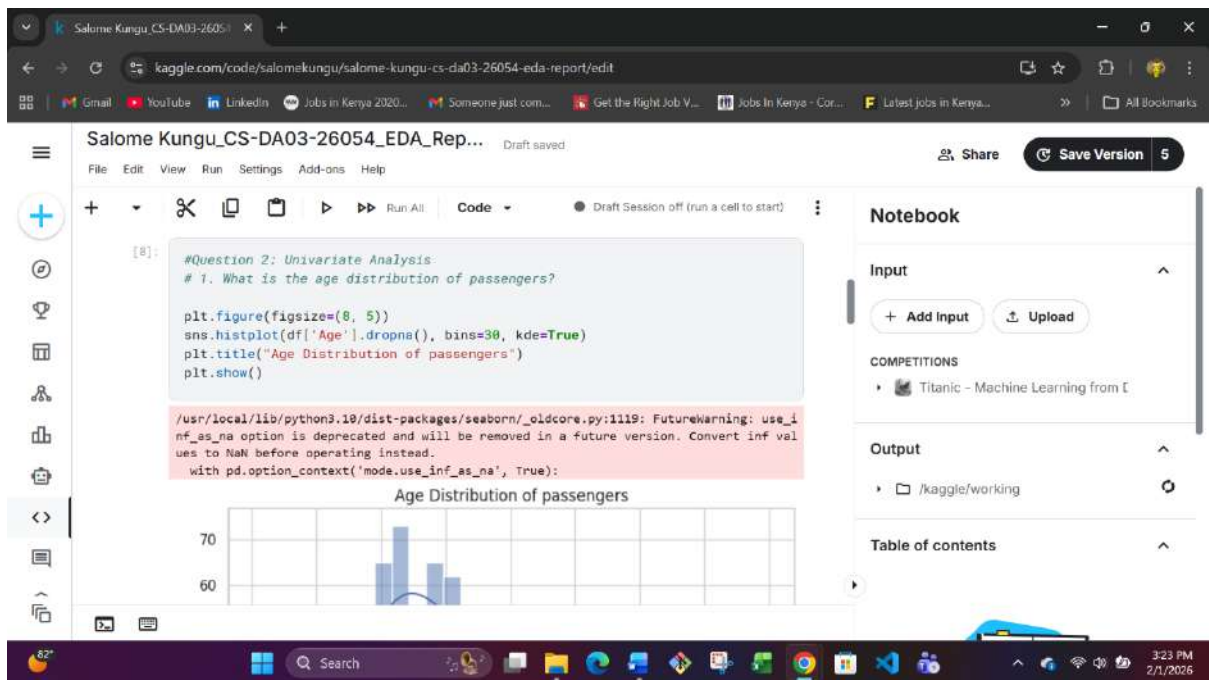 Salome Kungu_CS-DA03-2605
kaggle.com/code/salomekungu/salome-kungu-cs-da03-26054-eda-report/edit
Gmail YouTube LinkedIn Jobs in Kenya 2020... Someone just com... Get the Right Job V... Jobs In Kenya - Cor... Latest jobs in Kenya... » All Bookmarks
Salome Kungu_CS-DA03-26054_EDA_Rep... Draft saved
Share
Save Version 5
File Edit View Run Settings Add-ons Help
Run All Code Draft Session off (run a cell to start)
[8]:
#Question 2: Univariate Analysis
# 1. What is the age distribution of passengers?
plt.figure(figsize=(8, 5))
sns.histplot(df['Age'].dropna(), bins=30, kde=True)
plt.title("Age Distribution of passengers")
plt.show()
/usr/local/lib/python3.10/dist-packages/seaborn/_oldcore.py:1119: FutureWarning: use_i
nf_as_na option is deprecated and will be removed in a future version. Convert inf val
ues to NaN before operating instead.
with pd.option_context('mode.use_inf_as_na', True):
Age Distribution of passengers
70
60
Notebook
Input
+ Add Input
Upload
COMPETITIONS
Titanic - Machine Learning from D
Output
/kaggle/working
Table of contents
82°
Search
3:23 PM
2/1/2026